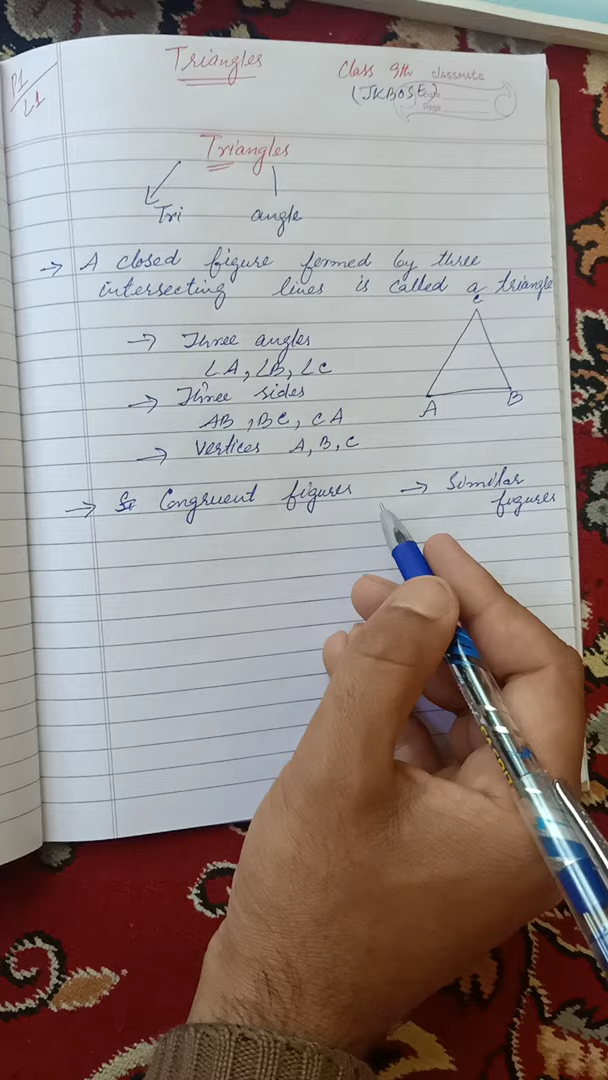 P1
L1
Triangles
Class 9th
(JKBOSE)
classmate
Date
Page
Triangles
Tri angle
→ A closed figure formed by three
intersecting lines is called a triangle
→ Three angles
∠A, ∠B, ∠C
→ Three sides
AB, BC, CA
→ Vertices A, B, C
C
A B
→ Congruent figures → Similar
figures